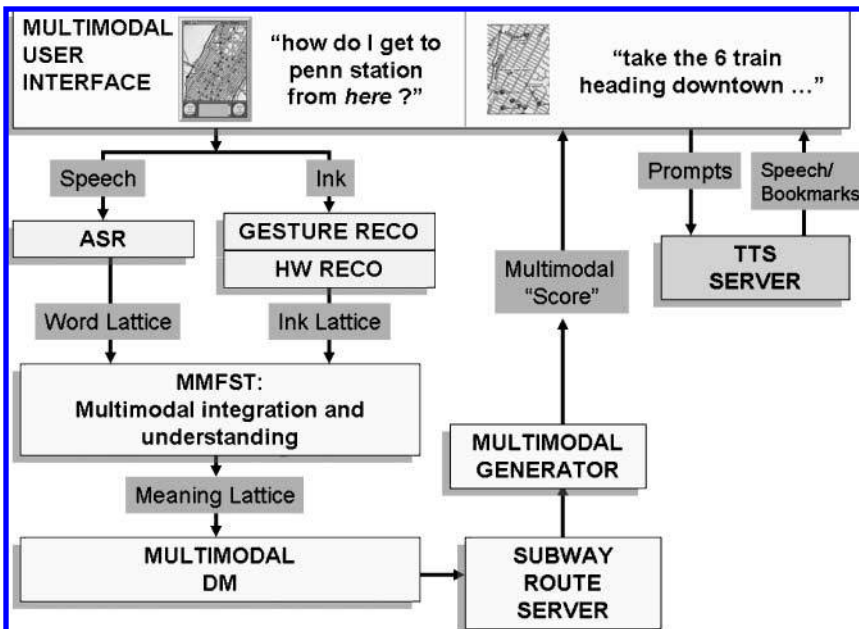 MULTIMODAL
USER
INTERFACE
“how do I get to
penn station
from here ?”
“take the 6 train
heading downtown …”
Speech
Ink
Prompts
Speech/
Bookmarks
ASR
GESTURE RECO
HW RECO
TTS
SERVER
Multimodal
“Score”
Word Lattice
Ink Lattice
MMFST:
Multimodal integration and
understanding
MULTIMODAL
GENERATOR
Meaning Lattice
MULTIMODAL
DM
SUBWAY
ROUTE
SERVER